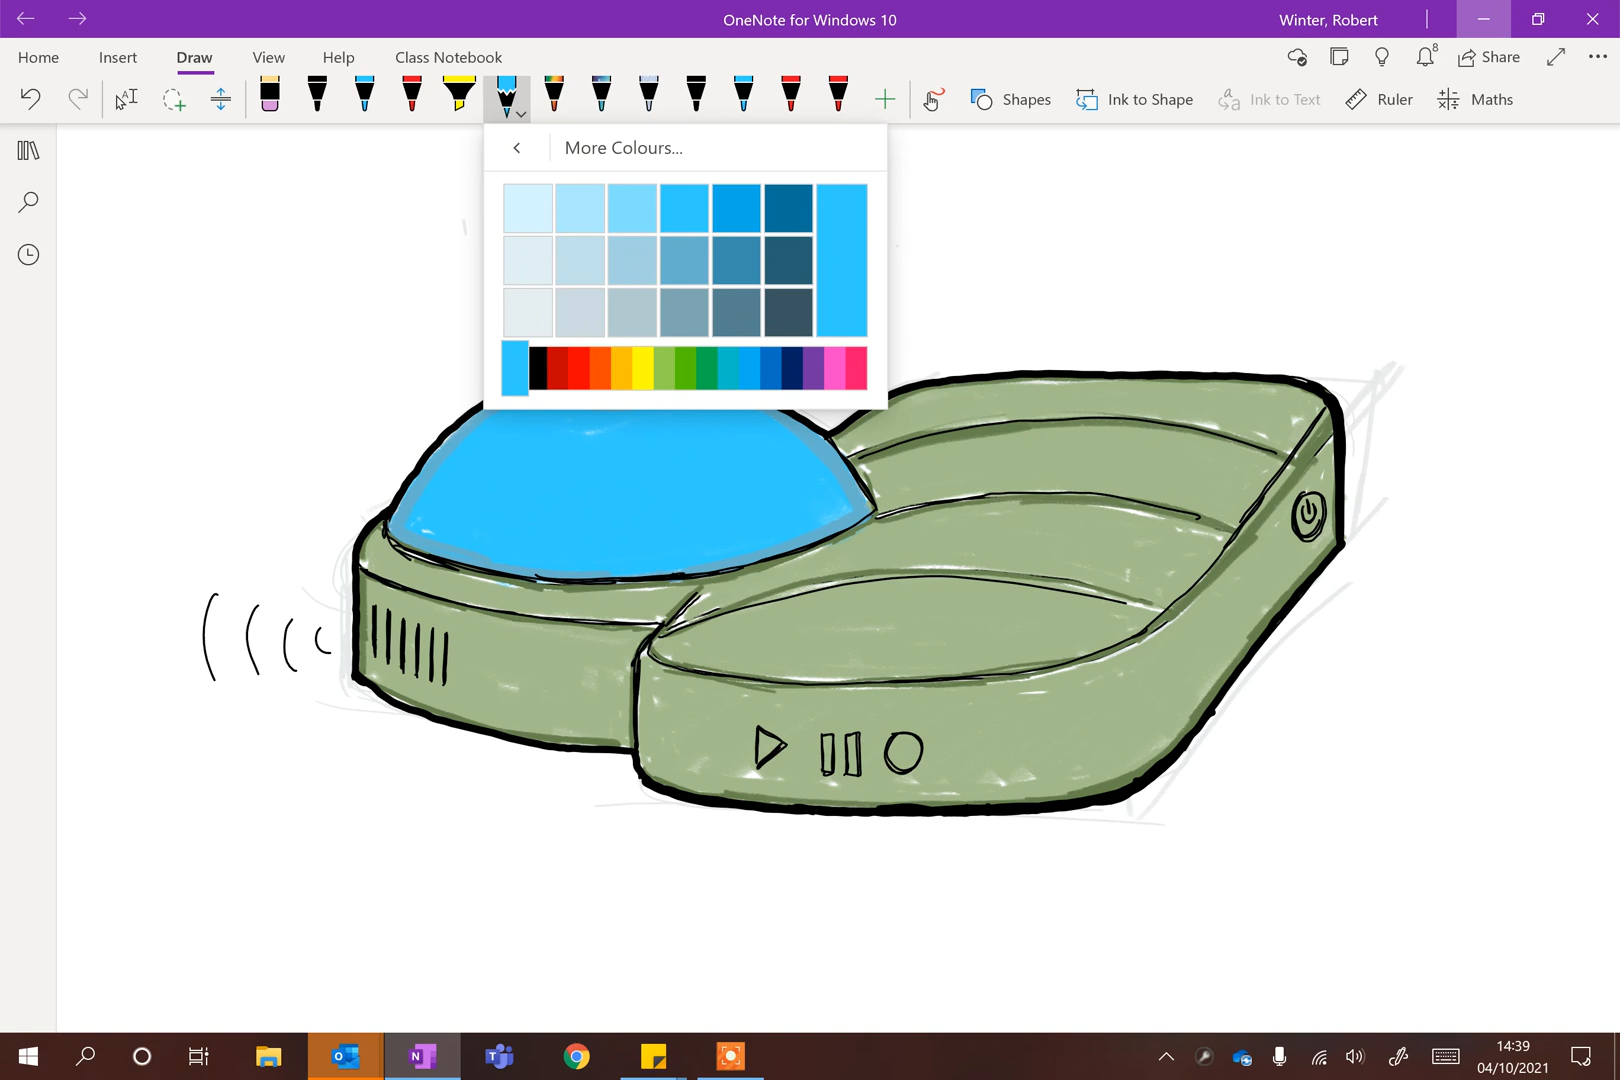 OneNote for Windows 10
Winter, Robert
Home
Insert
Draw
View
Help
Class Notebook
8
Share
Shapes
Ink to Shape
Ink to Text
Ruler
Maths
More Colours...
14:39
04/10/2021